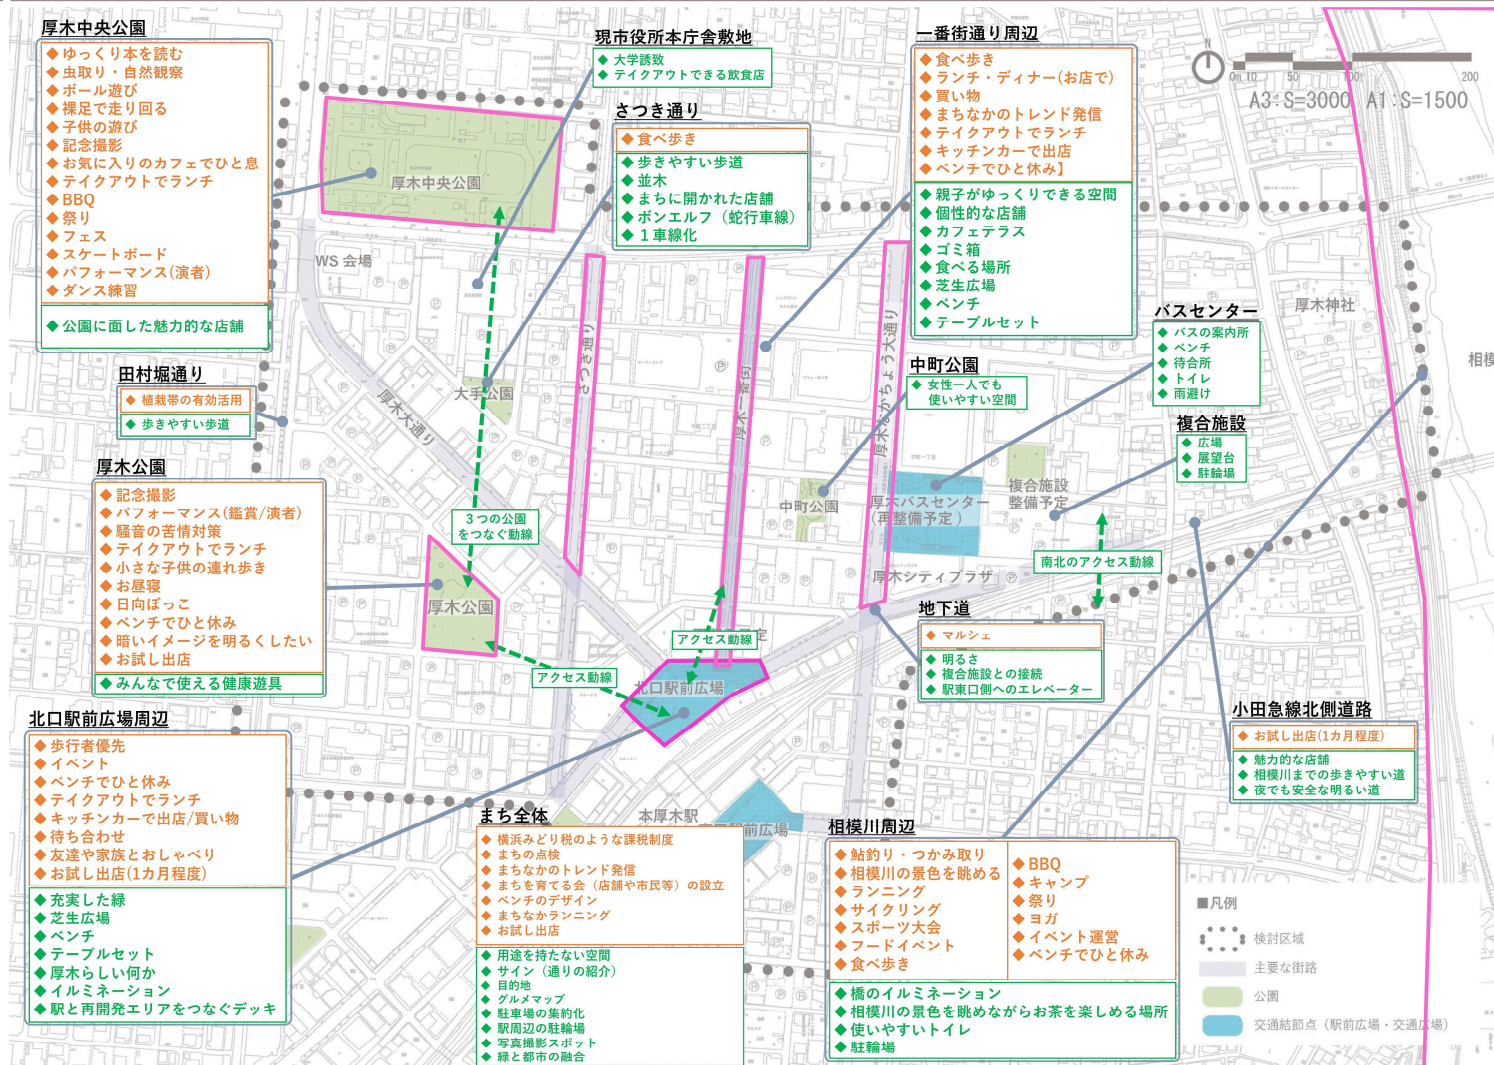 厚木中央公園
◆ゆっくり本を読む
◆虫取り・自然観察
◆ボール遊び
◆裸足で走り回る
◆子供の遊び
◆記念撮影
◆お気に入りのカフェでひと息
◆テイクアウトでランチ
◆BBQ
◆祭り
◆フェス
◆スケートボード
◆パフォーマンス(演者)
◆ダンス練習
◆公園に面した魅力的な店舗
現市役所本庁舎敷地
◆大学誘致
◆テイクアウトできる飲食店
さつき通り
◆食べ歩き
◆歩きやすい歩道
◆並木
◆まちに開かれた店舗
◆ボンエルフ（蛇行車線）
◆１車線化
一番街通り周辺
◆食べ歩き
◆ランチ・ディナー(お店で)
◆買い物
◆まちなかのトレンド発信
◆テイクアウトでランチ
◆キッチンカーで出店
◆ベンチでひと休み】
◆親子がゆっくりできる空間
◆個性的な店舗
◆カフェテラス
◆ゴミ箱
◆食べる場所
◆芝生広場
◆ベンチ
◆テーブルセット
N
0m 10 50 100 200
A3:S=3000 A1:S=1500
厚木中央公園
WS 会場
さつき通り
厚木一番街
厚木なかちょう大通り
厚木神社
相模
大手公園
厚木大通り
田村堀通り
◆植栽帯の有効活用
◆歩きやすい歩道
中町公園
◆女性一人でも
使いやすい空間
バスセンター
◆バスの案内所
◆ベンチ
◆待合所
◆トイレ
◆雨避け
複合施設
◆広場
◆展望台
◆駐輪場
厚木公園
◆記念撮影
◆パフォーマンス(鑑賞/演者)
◆騒音の苦情対策
◆テイクアウトでランチ
◆小さな子供の連れ歩き
◆お昼寝
◆日向ぼっこ
◆ベンチでひと休み
◆暗いイメージを明るくしたい
◆お試し出店
◆みんなで使える健康遊具
３つの公園
をつなぐ動線
中町公園
厚木バスセンター
（再整備予定）
複合施設
整備予定
南北のアクセス動線
厚木シティプラザ
厚木公園
アクセス動線
アクセス動線
定
北口駅前広場
地下道
◆マルシェ
◆明るさ
◆複合施設との接続
◆駅東口側へのエレベーター
小田急線北側道路
◆お試し出店(1カ月程度)
◆魅力的な店舗
◆相模川までの歩きやすい道
◆夜でも安全な明るい道
北口駅前広場周辺
◆歩行者優先
◆イベント
◆ベンチでひと休み
◆テイクアウトでランチ
◆キッチンカーで出店/買い物
◆待ち合わせ
◆友達や家族とおしゃべり
◆お試し出店(1カ月程度)
◆充実した緑
◆芝生広場
◆ベンチ
◆テーブルセット
◆厚木らしい何か
◆イルミネーション
◆駅と再開発エリアをつなぐデッキ
本厚木駅
駅前広場
まち全体
◆横浜みどり税のような課税制度
◆まちの点検
◆まちなかのトレンド発信
◆まちを育てる会（店舗や市民等）の設立
◆ベンチのデザイン
◆まちなかランニング
◆お試し出店
◆用途を持たない空間
◆サイン（通りの紹介）
◆目的地
◆グルメマップ
◆駐車場の集約化
◆駅周辺の駐輪場
◆写真撮影スポット
◆緑と都市の融合
相模川周辺
◆鮎釣り・つかみ取り
◆相模川の景色を眺める
◆ランニング
◆サイクリング
◆スポーツ大会
◆フードイベント
◆食べ歩き
◆BBQ
◆キャンプ
◆祭り
◆ヨガ
◆イベント運営
◆ベンチでひと休み
◆橋のイルミネーション
◆相模川の景色を眺めながらお茶を楽しめる場所
◆使いやすいトイレ
◆駐輪場
■凡例
検討区域
主要な街路
公園
交通結節点（駅前広場・交通広場）